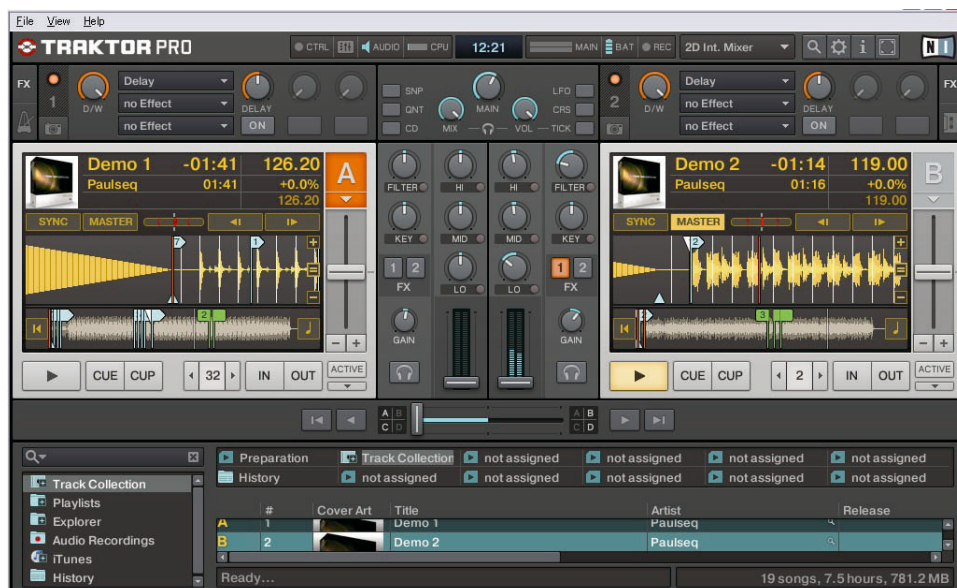 File View Help
TRAKTOR PRO CTRL AUDIO CPU 12:21 MAIN BAT REC 2D Int. Mixer i NI
FX 1 D/W Delay no Effect no Effect DELAY ON
SNP QNT CD MIX MAIN VOL LFO CRS TICK
2 D/W Delay no Effect no Effect DELAY ON FX
Demo 1 -01:41 126.20 A
Paulseq 01:41 +0.0%
126.20
SYNC MASTER
7 1
2
CUE CUP 32 IN OUT ACTIVE
FILTER HI HI FILTER
KEY MID MID KEY
1 2 FX LO LO 1 2 FX
GAIN GAIN
Demo 2 -01:14 119.00 B
Paulseq 01:16 +0.0%
119.00
SYNC MASTER
2
3
CUE CUP 2 IN OUT ACTIVE
A B A B
C D C D
Preparation Track Collection not assigned not assigned not assigned not assigned
History not assigned not assigned not assigned not assigned not assigned
Track Collection
Playlists
Explorer
Audio Recordings
iTunes
History
# Cover Art Title Artist Release
A 1 Demo 1 Paulseq
B 2 Demo 2 Paulseq
Ready... 19 songs, 7.5 hours, 781.2 MB